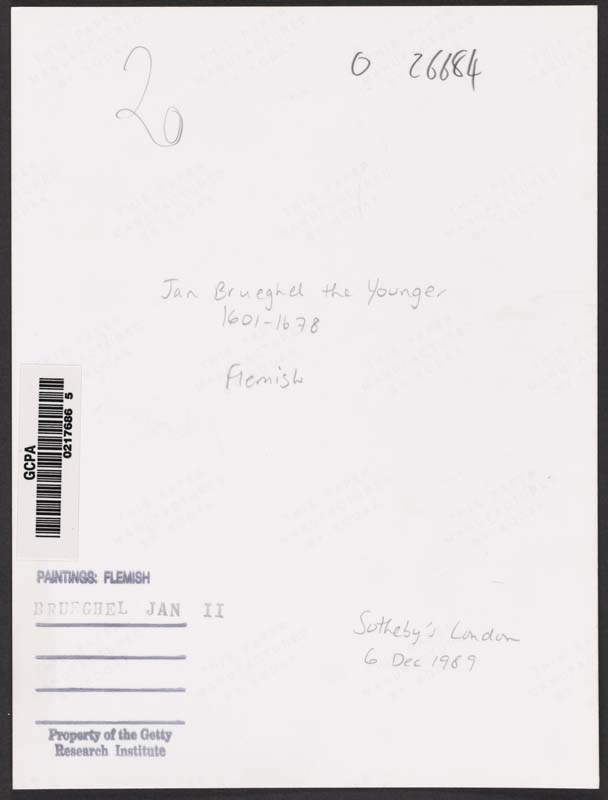 20
0 26684
Jan Brueghel the Younger
1601-1678
Flemish
GCPA
0217686 5
PAINTINGS: FLEMISH
BRUEGHEL JAN II
Sotheby's London
6 Dec 1989
Property of the Getty
Research Institute